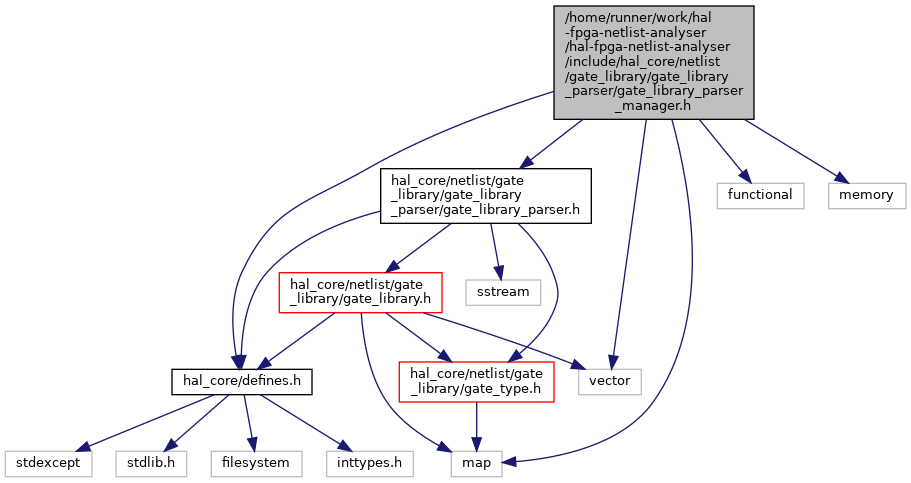 /home/runner/work/hal
-fpga-netlist-analyser
/hal-fpga-netlist-analyser
/include/hal_core/netlist
/gate_library/gate_library
_parser/gate_library_parser
_manager.h
hal_core/netlist/gate
_library/gate_library
_parser/gate_library_parser.h
functional
memory
hal_core/netlist/gate
_library/gate_library.h
sstream
hal_core/defines.h
hal_core/netlist/gate
_library/gate_type.h
vector
stdexcept
stdlib.h
filesystem
inttypes.h
map